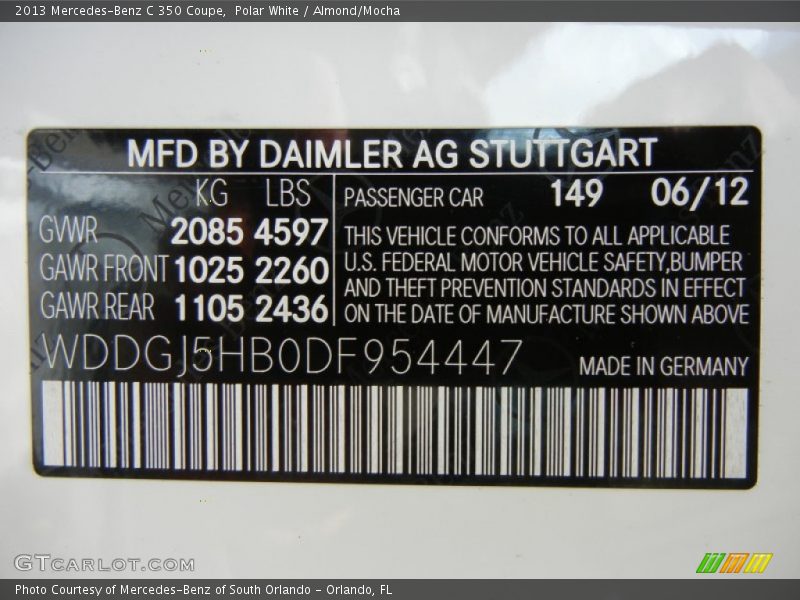 2013 Mercedes-Benz C 350 Coupe, Polar White / Almond/Mocha
MFD BY DAIMLER AG STUTTGART
KG LBS
GVWR 2085 4597
GAWR FRONT 1025 2260
GAWR REAR 1105 2436
PASSENGER CAR 149 06/12
THIS VEHICLE CONFORMS TO ALL APPLICABLE
U.S. FEDERAL MOTOR VEHICLE SAFETY,BUMPER
AND THEFT PREVENTION STANDARDS IN EFFECT
ON THE DATE OF MANUFACTURE SHOWN ABOVE
WDDGJ5HB0DF954447
MADE IN GERMANY
GTCARLOT.COM
Photo Courtesy of Mercedes-Benz of South Orlando - Orlando, FL